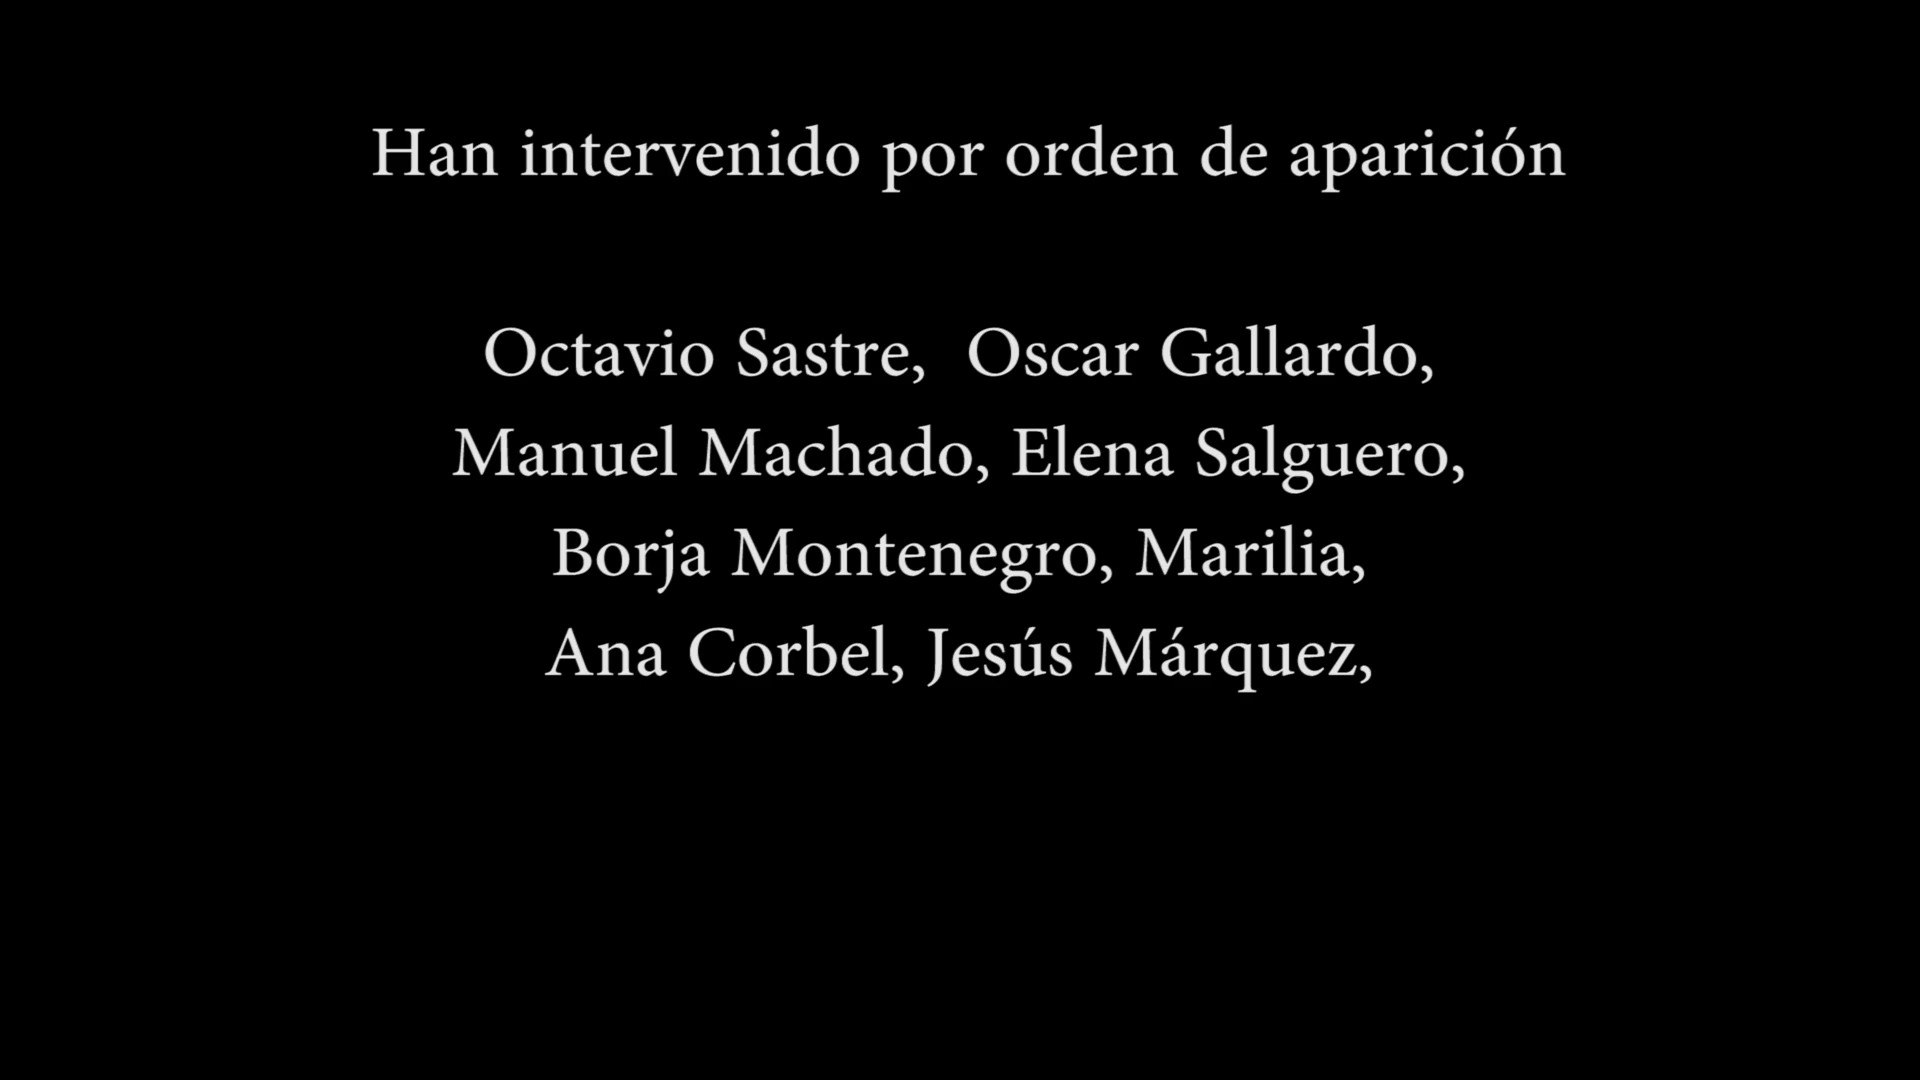 Han intervenido por orden de aparición
Octavio Sastre,  Oscar Gallardo,
Manuel Machado, Elena Salguero,
Borja Montenegro, Marilia,
Ana Corbel, Jesús Márquez,